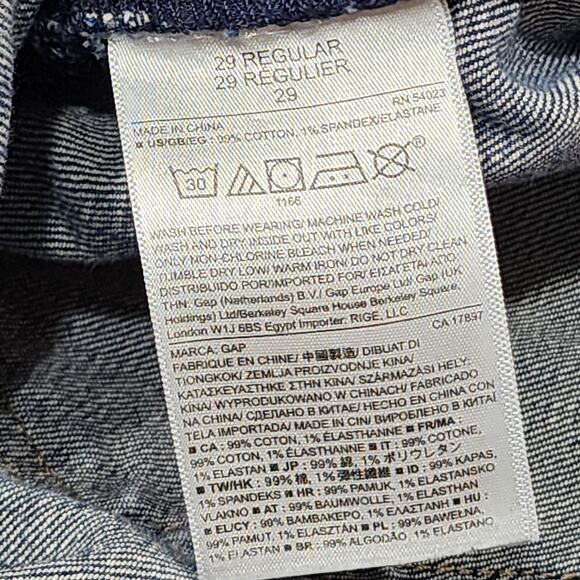 29 REGULAR
29 RÉGULIER
29
RN 54023
MADE IN CHINA
■ US/GB/EG: 99% COTTON, 1% SPANDEX/ELASTANE
30
1166
WASH BEFORE WEARING/ MACHINE WASH COLD/
WASH AND DRY INSIDE OUT WITH LIKE COLORS/
ONLY NON-CHLORINE BLEACH WHEN NEEDED/
TUMBLE DRY LOW/ WARM IRON/ DO NOT DRY CLEAN
DISTRIBUIDO POR/IMPORTED FOR/ ΕΙΣΑΓΕΤΑΙ ΑΠΟ
ΤΗΝ: Gap (Netherlands) B.V./ Gap Europe Ltd/ Gap (UK
Holdings) Ltd/Berkeley Square House Berkeley Square,
London W1J 6BS Egypt Importer. RIGE, LLC
CA 17897
MARCA: GAP
FABRIQUÉ EN CHINE/ 中國製造/ DIBUAT DI
TIONGKOK/ ZEMLJA PROIZVODNJE KINA/
ΚΑΤΑΣΚΕΥΑΣΤΗΚΕ ΣΤΗΝ ΚΙΝΑ/ SZÁRMAZÁSI HELY:
KÍNA/ WYPRODUKOWANO W CHINACH/ FABRICADO
NA CHINA/ СДЕЛАНО В КИТАЕ/ HECHO EN CHINA CON
TELA IMPORTADA/ MADE IN CIN/ ВИРОБЛЕНО В КИТАЇ
■ CA : 99% COTON, 1% ÉLASTHANNE ■ FR/MA :
99% COTON, 1% ÉLASTHANNE ■ IT : 99% COTONE,
1% ELASTAN ■ JP : 99% 綿, 1% ポリウレタン
■ TW/HK : 99% 棉, 1% 彈性纖維 ■ ID : 99% KAPAS,
1% SPANDEKS ■ HR : 99% PAMUK, 1% ELASTANSKO
VLAKNO ■ AT : 99% BAUMWOLLE, 1% ELASTHAN
■ EL/CY : 99% ΒΑΜΒΑΚΕΡΟ, 1% ΕΛΑΣΤΑΝΗ ■ HU :
99% PAMUT, 1% ELASZTÁN ■ PL : 99% BAWEŁNA,
1% ELASTAN ■ BR : 99% ALGODÃO, 1% ELASTANO